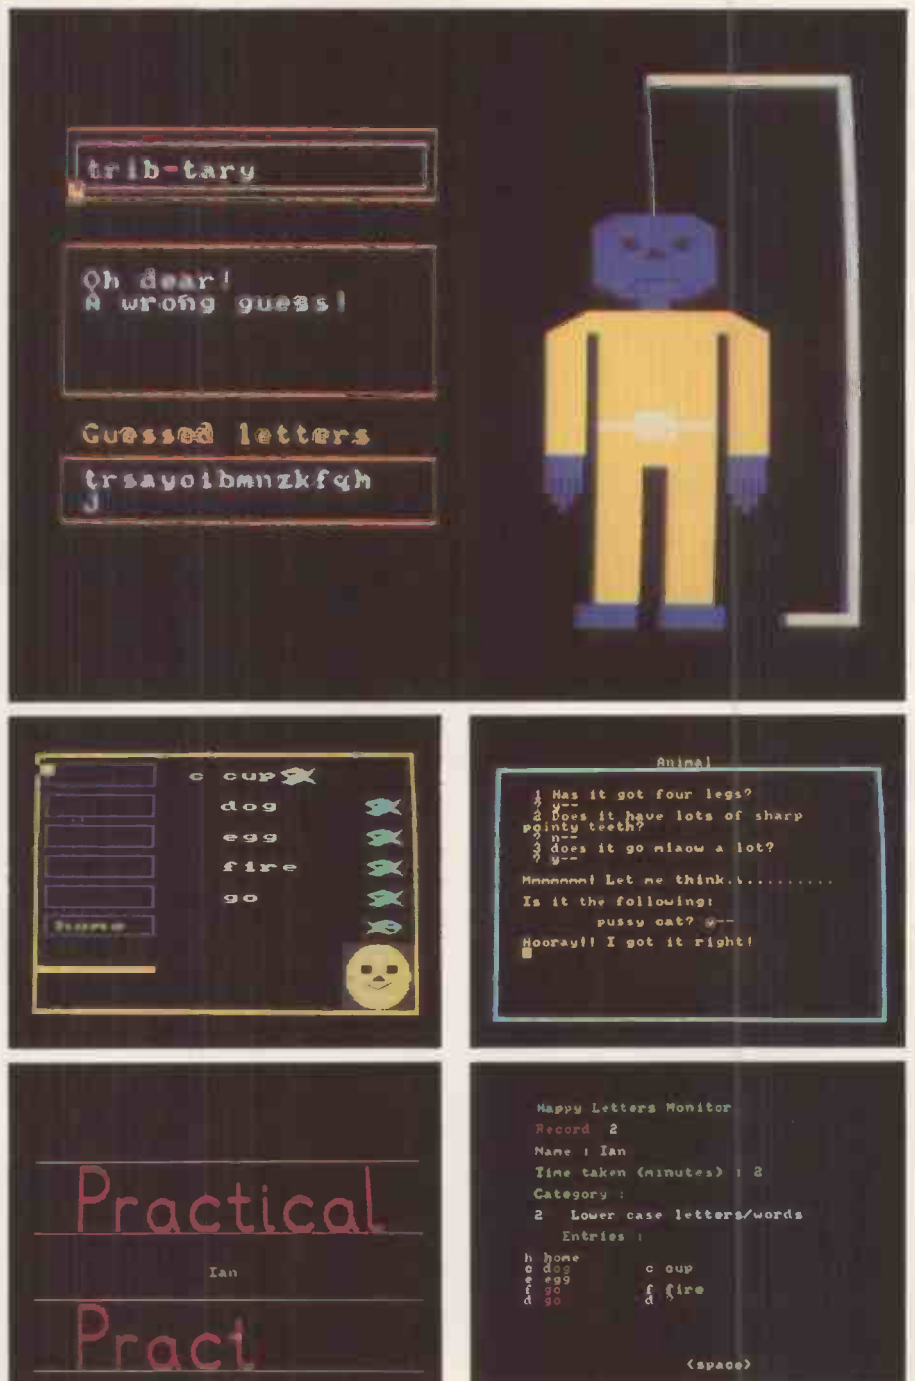 trib-tary
Oh dear!
A wrong guess!
Guessed letters
trsayoibmnzkfqh
j
c cup
dog
egg
fire
go
home
Animal
1 Has it got four legs?
? y--
2 Does it have lots of sharp
pointy teeth?
? n--
3 does it go miaow a lot?
? y--
Mmmmmmm! Let me think...........
Is it the following:
pussy cat? y--
Hooray!! I got it right!
Practical
Ian
Pract
Happy Letters Monitor
Record 2
Name : Ian
Time taken (minutes) : 2
Category :
2 Lower case letters/words
Entries :
h home
c dog c cup
e egg
f go f fire
d go d ?
(space)